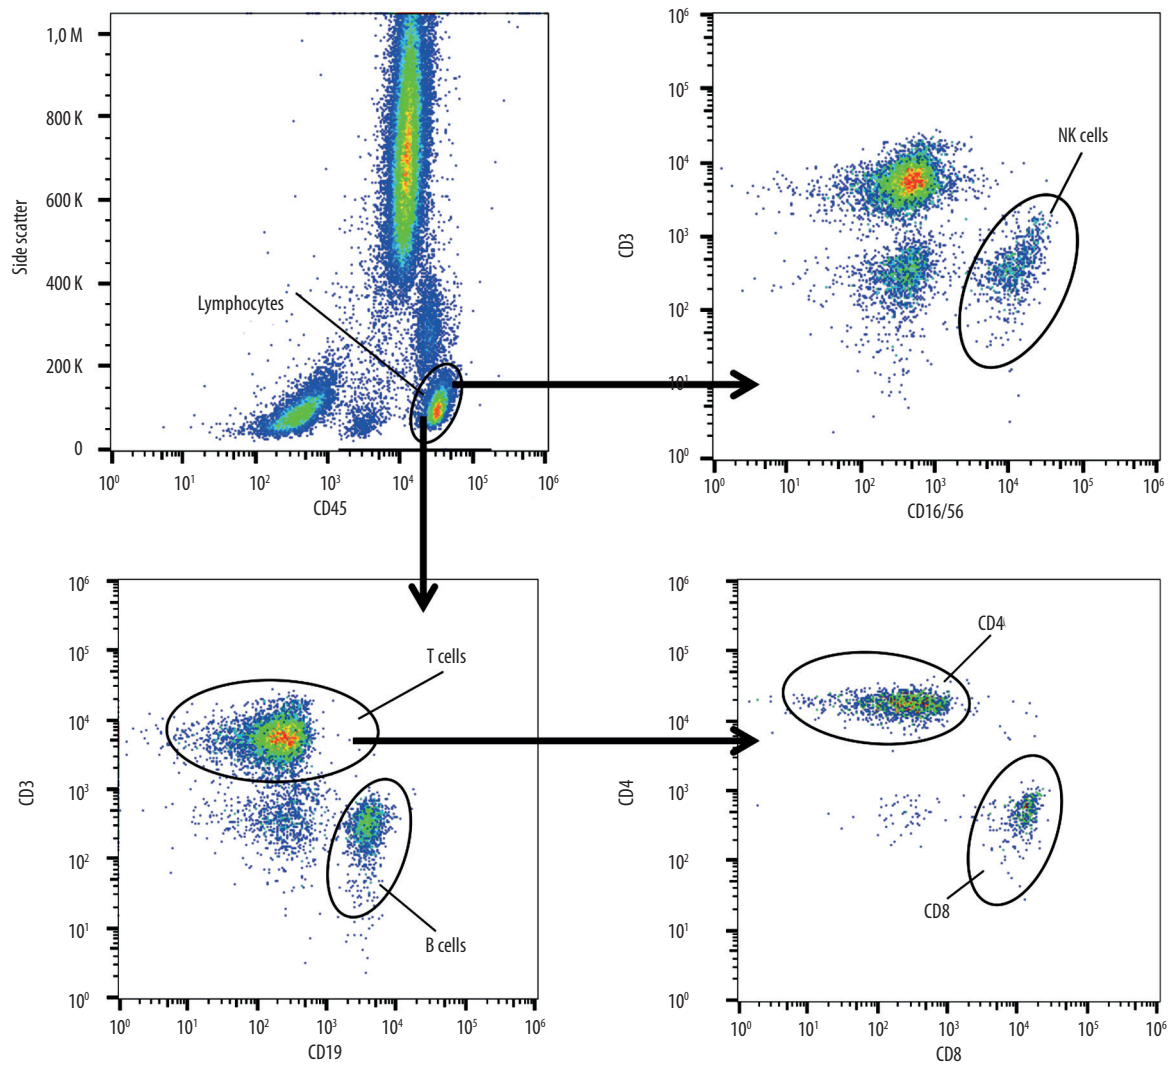 1,0 M
800 K
600 K
400 K
200 K
0
Side scatter
Lymphocytes
10⁰ 10¹ 10² 10³ 10⁴ 10⁵ 10⁶
CD45
10⁶
10⁵
10⁴
10³
10²
10¹
10⁰
CD3
NK cells
10⁰ 10¹ 10² 10³ 10⁴ 10⁵ 10⁶
CD16/56
10⁶
10⁵
10⁴
10³
10²
10¹
10⁰
CD3
T cells
B cells
10⁰ 10¹ 10² 10³ 10⁴ 10⁵ 10⁶
CD19
10⁶
10⁵
10⁴
10³
10²
10¹
10⁰
CD4
CD4
CD8
10⁰ 10¹ 10² 10³ 10⁴ 10⁵ 10⁶
CD8